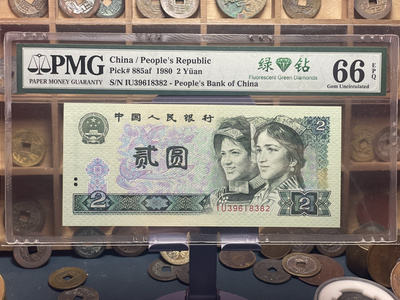 PMG
PAPER MONEY GUARANTY
China / People's Republic
Pick# 885af 1980 2 Yüan
S/N IU39618382 - People's Bank of China
绿 钻
Fluorescent Green Diamonds
66 EPQ
Gem Uncirculated
中国人民银行
2
贰圆
IU39618382
2
2